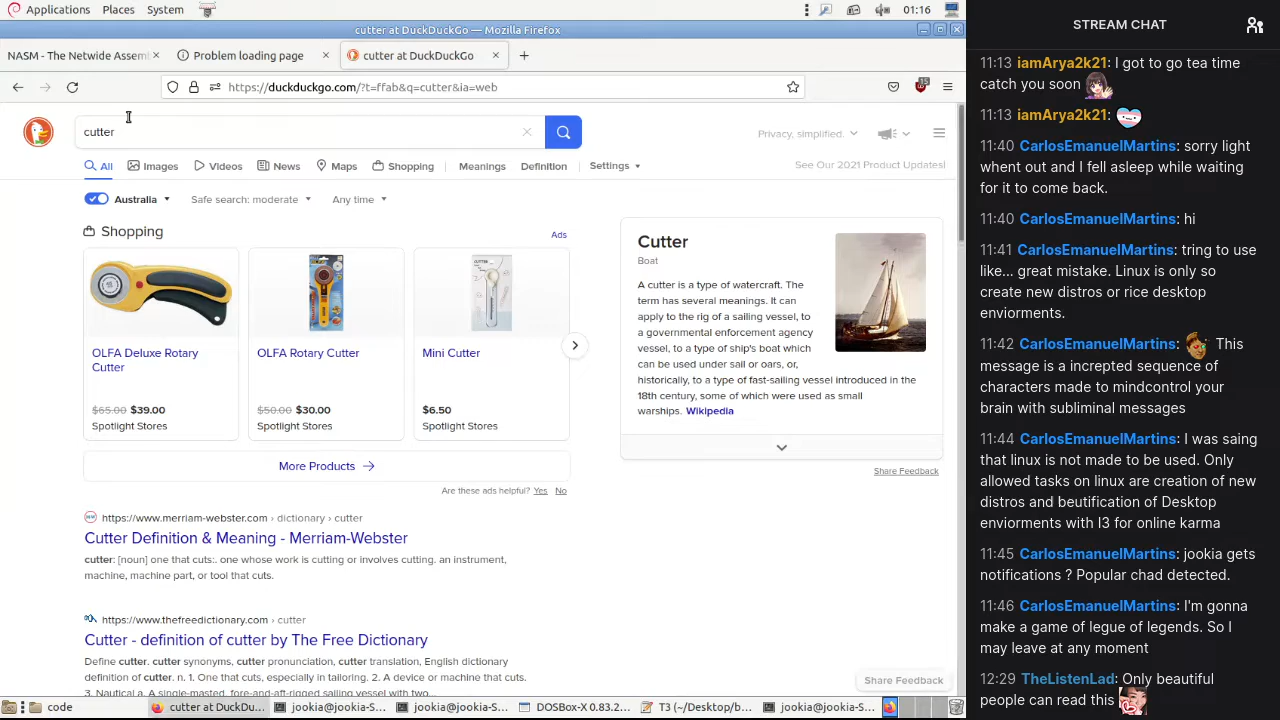 Applications Places System 01:16
cutter at DuckDuckGo — Mozilla Firefox
NASM - The Netwide Assem Problem loading page cutter at DuckDuckGo
https://duckduckgo.com/?t=ffab&q=cutter&ia=web
cutter
Privacy, simplified.
All Images Videos News Maps Shopping Meanings Definition Settings
See Our 2021 Product Updates!
Australia Safe search: moderate Any time
Shopping
Ads
OLFA Deluxe Rotary
Cutter
$65.00 $39.00
Spotlight Stores
OLFA Rotary Cutter
$50.00 $30.00
Spotlight Stores
Mini Cutter
$6.50
Spotlight Stores
More Products
Are these ads helpful? Yes No
Cutter
Boat
A cutter is a type of watercraft. The
term has several meanings. It can
apply to the rig of a sailing vessel, to
a governmental enforcement agency
vessel, to a type of ship's boat which
can be used under sail or oars, or,
historically, to a type of fast-sailing vessel introduced in the
18th century, some of which were used as small
warships. Wikipedia
Share Feedback
https://www.merriam-webster.com › dictionary › cutter
Cutter Definition & Meaning - Merriam-Webster
cutter: [noun] one that cuts:. one whose work is cutting or involves cutting. an instrument,
machine, machine part, or tool that cuts.
https://www.thefreedictionary.com › cutter
Cutter - definition of cutter by The Free Dictionary
Define cutter. cutter synonyms, cutter pronunciation, cutter translation, English dictionary
definition of cutter. n. 1. One that cuts, especially in tailoring. 2. A device or machine that cuts.
3. Nautical a. A single-masted, fore-and-aft-rigged sailing vessel with two...
Share Feedback
code cutter at DuckDu... jookia@jookia-S... jookia@jookia-S... DOSBox-X 0.83.2... T3 (~/Desktop/b... jookia@jookia-S...
STREAM CHAT
11:13 iamArya2k21: I got to go tea time
catch you soon
11:13 iamArya2k21:
11:40 CarlosEmanuelMartins: sorry light
whent out and I fell asleep while waiting
for it to come back.
11:40 CarlosEmanuelMartins: hi
11:41 CarlosEmanuelMartins: tring to use
like... great mistake. Linux is only so
create new distros or rice desktop
enviorments.
11:42 CarlosEmanuelMartins: This
message is a increpted sequence of
characters made to mindcontrol your
brain with subliminal messages
11:44 CarlosEmanuelMartins: I was saing
that linux is not made to be used. Only
allowed tasks on linux are creation of new
distros and beutification of Desktop
enviorments with I3 for online karma
11:45 CarlosEmanuelMartins: jookia gets
notifications ? Popular chad detected.
11:46 CarlosEmanuelMartins: I'm gonna
make a game of legue of legends. So I
may leave at any moment
12:29 TheListenLad: Only beautiful
people can read this